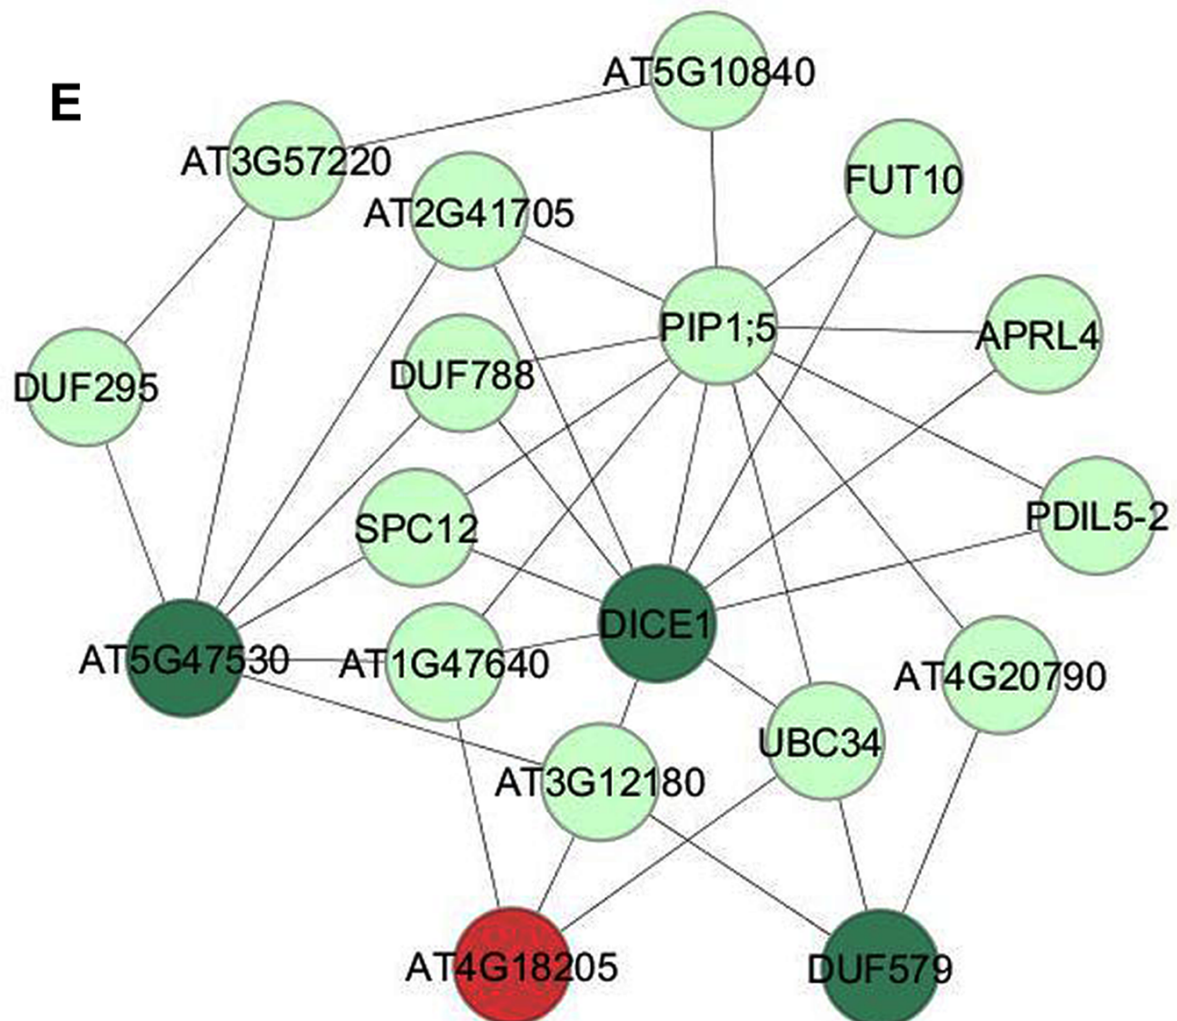 E
AT5G10840
AT3G57220
FUT10
AT2G41705
PIP1;5
APRL4
DUF788
DUF295
PDIL5-2
SPC12
DICE1
AT5G47530
AT1G47640
AT4G20790
UBC34
AT3G12180
AT4G18205
DUF579